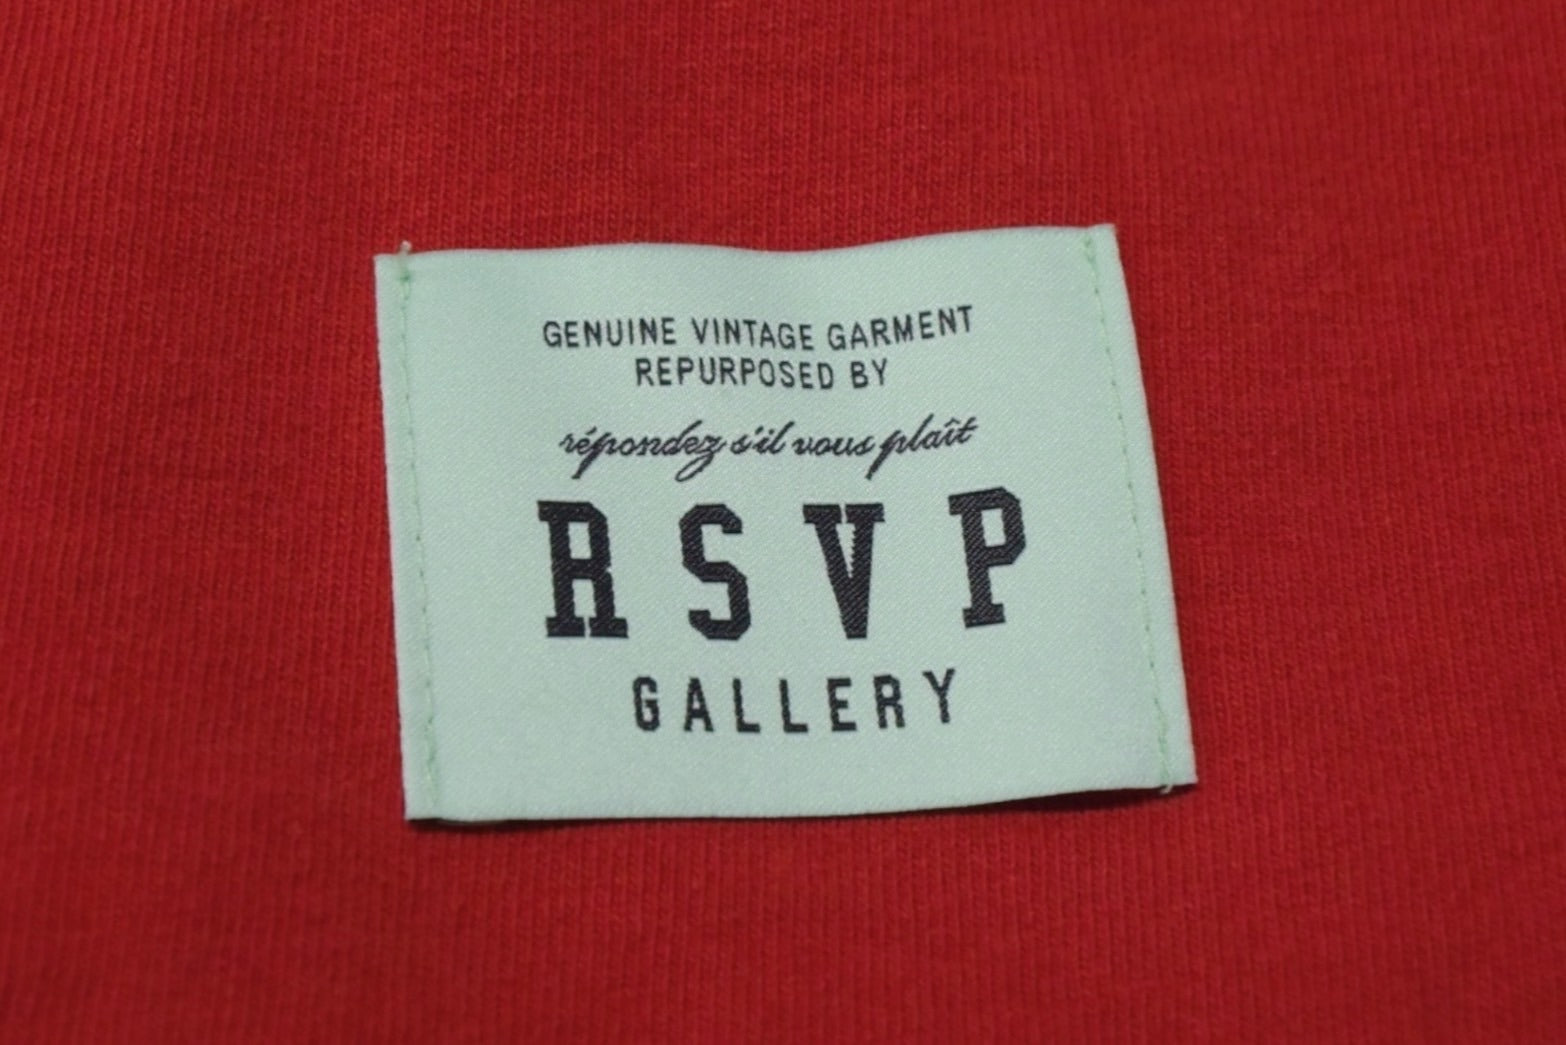 GENUINE VINTAGE GARMENT
REPURPOSED BY
répondez s'il vous plaît
RSVP
GALLERY